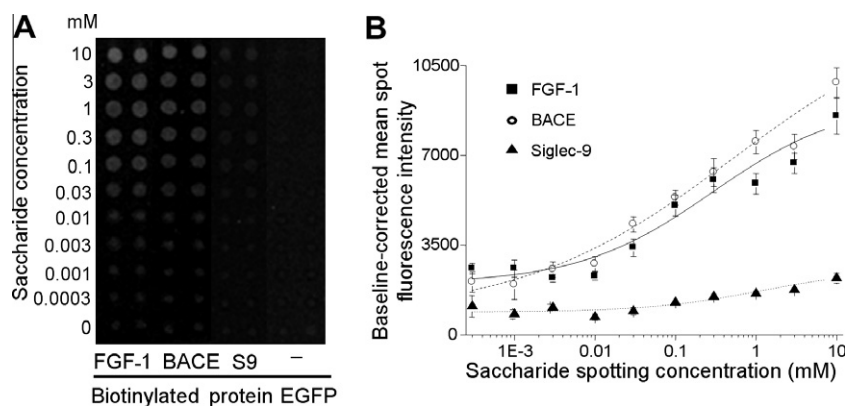 A
mM
Saccharide concentration
10
3
1
0.3
0.1
0.03
0.01
0.003
0.001
0.0003
0
FGF-1 BACE S9 –
Biotinylated protein EGFP
B
Baseline-corrected mean spot
fluorescence intensity
10500
7000
3500
0
FGF-1
BACE
Siglec-9
1E-3 0.01 0.1 1 10
Saccharide spotting concentration (mM)